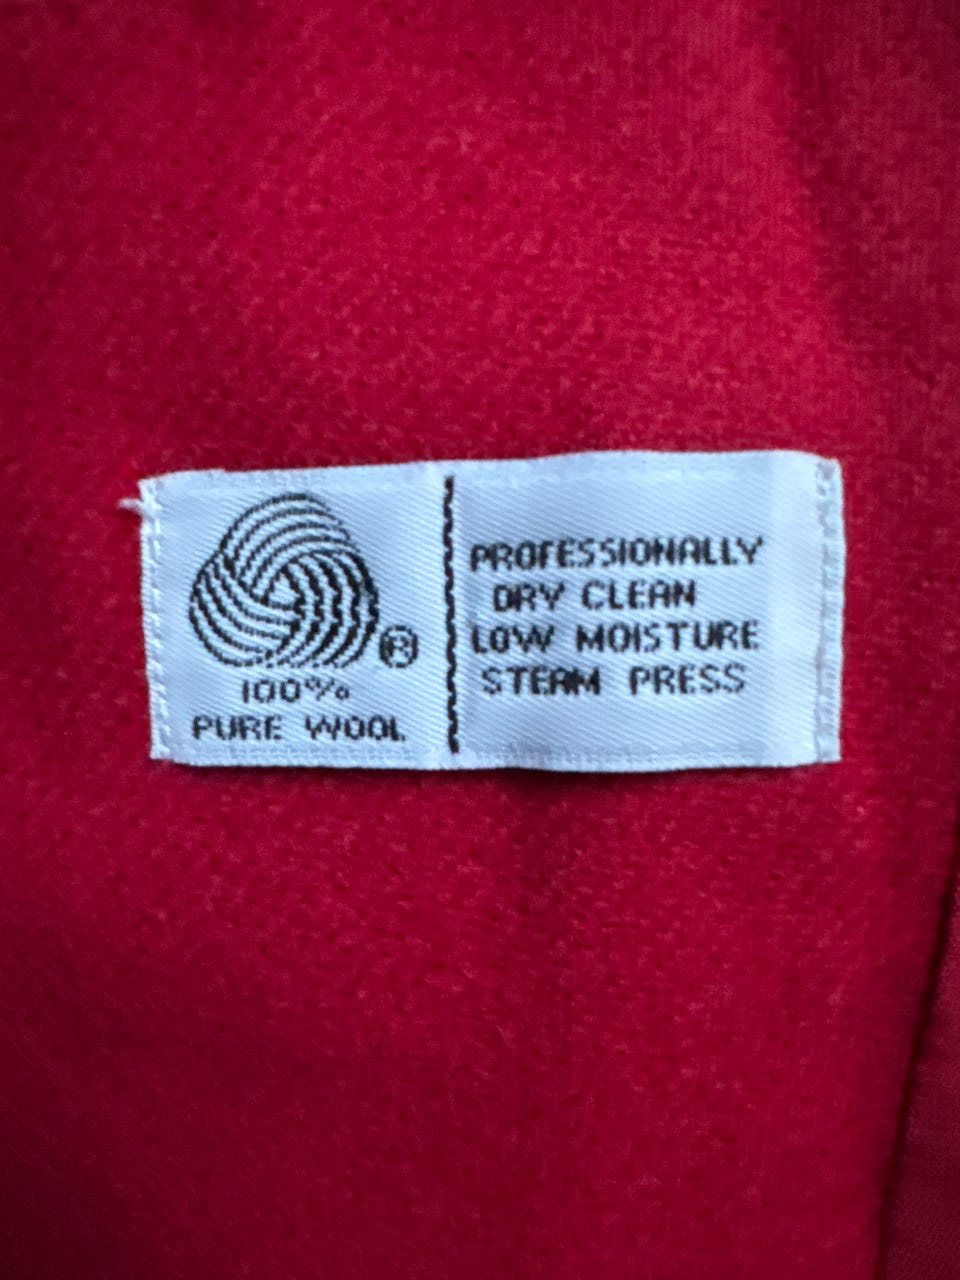 ®
100%
PURE WOOL
PROFESSIONALLY
DRY CLEAN
LOW MOISTURE
STEAM PRESS